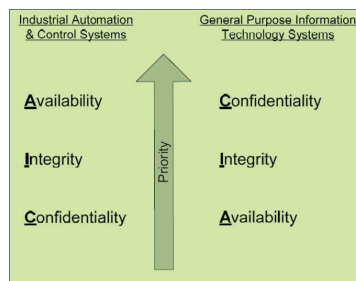 Industrial Automation
& Control Systems
General Purpose Information
Technology Systems
Availability
Integrity
Confidentiality
Priority
Confidentiality
Integrity
Availability